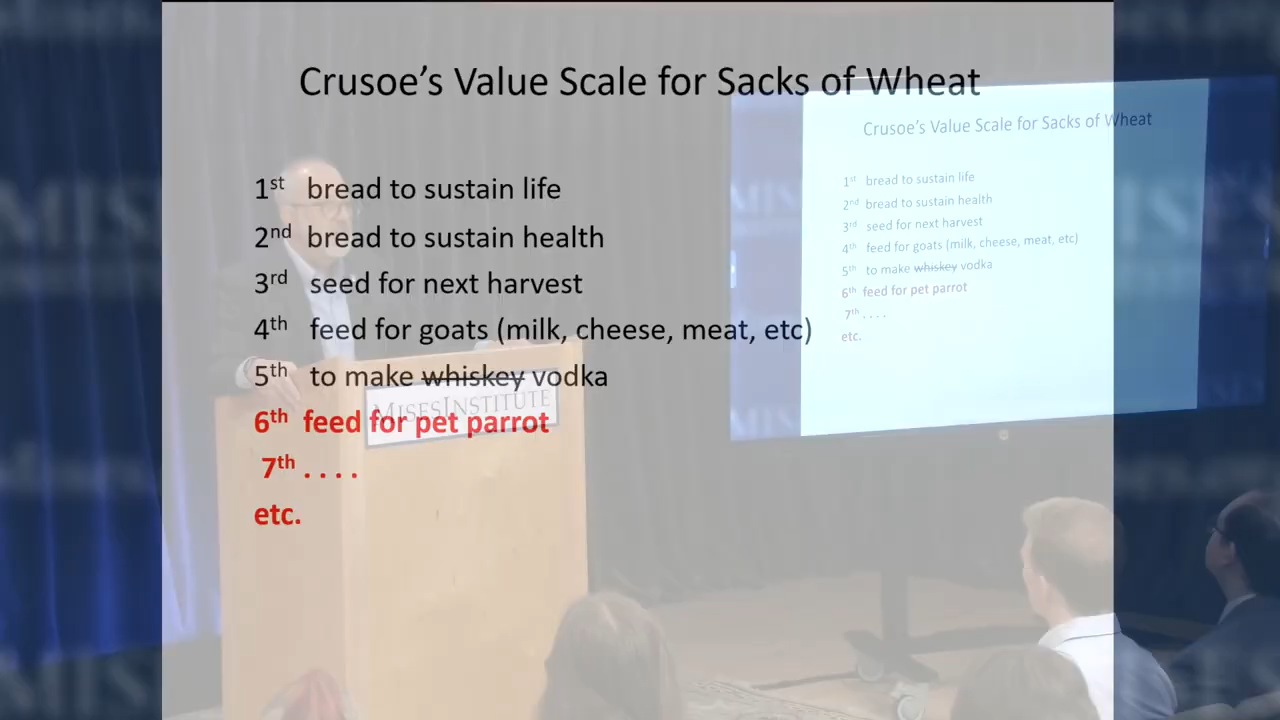 Crusoe's Value Scale for Sacks of Wheat
1st bread to sustain life
2nd bread to sustain health
3rd seed for next harvest
4th feed for goats (milk, cheese, meat, etc)
5th to make ~~whiskey~~ vodka
6th feed for pet parrot
7th . . . .
etc.
MISESINSTITUTE
Crusoe's Value Scale for Sacks of Wheat
1st bread to sustain life
2nd bread to sustain health
3rd seed for next harvest
4th feed for goats (milk, cheese, meat, etc)
5th to make ~~whiskey~~ vodka
6th feed for pet parrot
7th . . . .
etc.